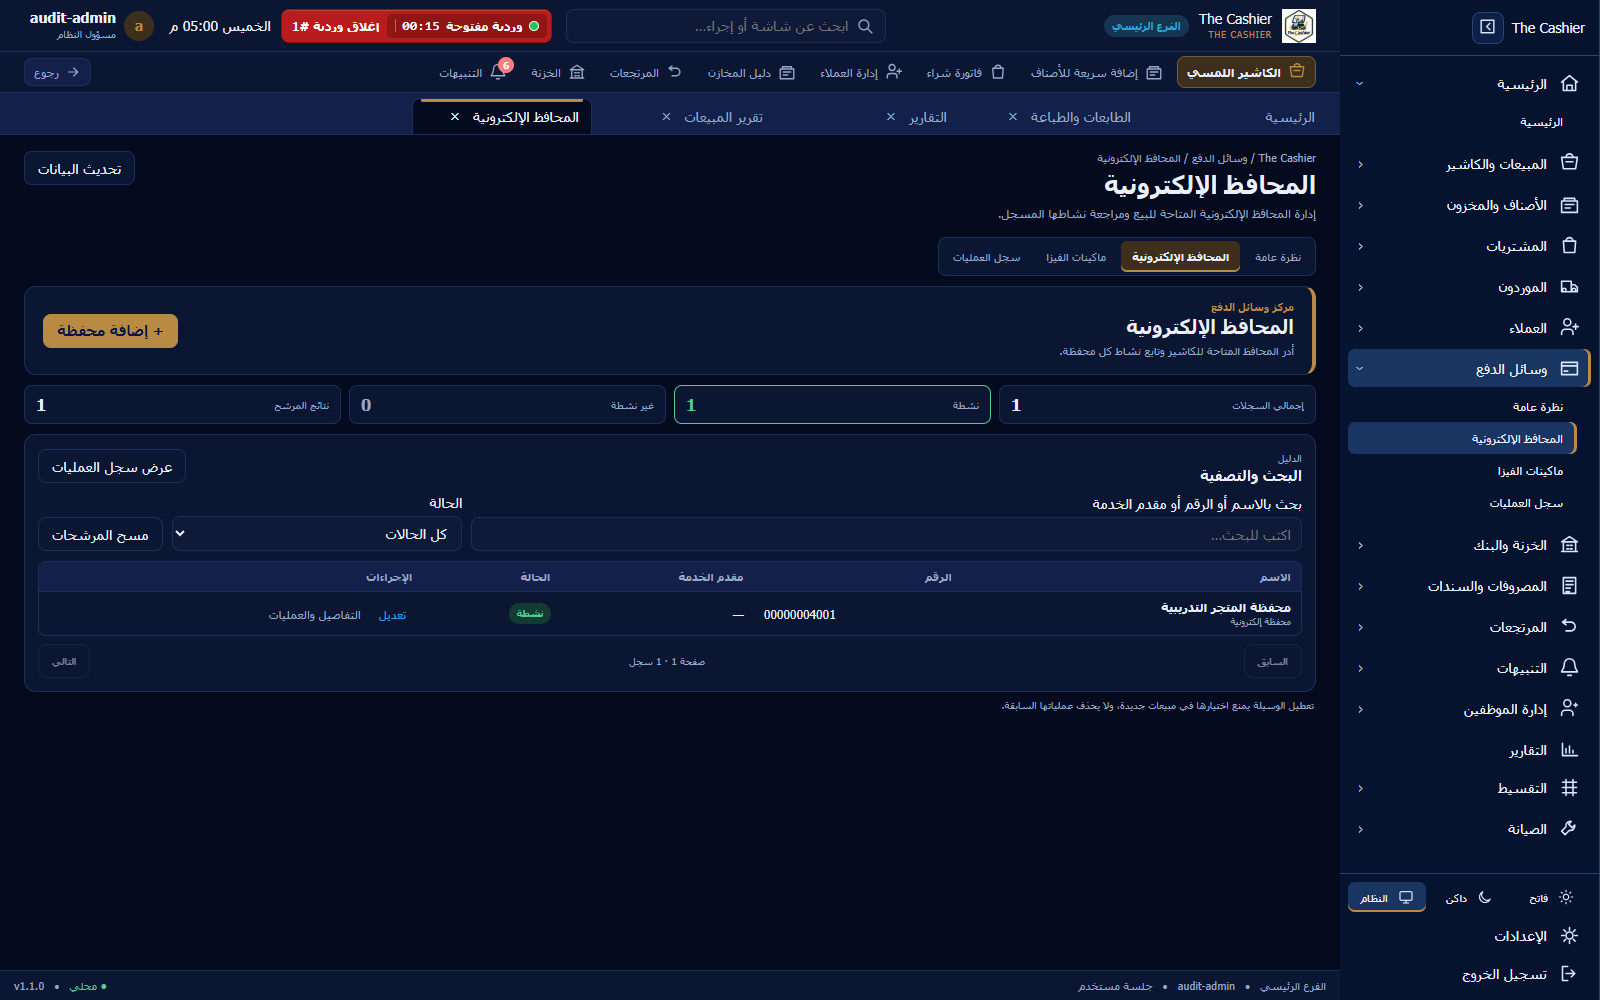 The Cashier
الرئيسية
الرئيسية
المبيعات والكاشير
الأصناف والمخزون
المشتريات
الموردون
العملاء
وسائل الدفع
نظرة عامة
المحافظ الإلكترونية
ماكينات الفيزا
سجل العمليات
الخزنة والبنك
المصروفات والسندات
المرتجعات
التنبيهات
إدارة الموظفين
التقارير
التقسيط
الصيانة
فاتح
داكن
النظام
الإعدادات
تسجيل الخروج
The Cashier
THE CASHIER
الفرع الرئيسي
ابحث عن شاشة أو إجراء...
وردية مفتوحة 00:15 | إغلاق وردية #1
الخميس 05:00 م
a
audit-admin
مسؤول النظام
الكاشير اللمسي
إضافة سريعة للأصناف
فاتورة شراء
إدارة العملاء
دليل المخازن
المرتجعات
الخزنة
التنبيهات
6
رجوع
الرئيسية
الطابعات والطباعة ×
التقارير ×
تقرير المبيعات ×
المحافظ الإلكترونية ×
The Cashier / وسائل الدفع / المحافظ الإلكترونية
المحافظ الإلكترونية
إدارة المحافظ الإلكترونية المتاحة للبيع ومراجعة نشاطها المسجل.
تحديث البيانات
نظرة عامة
المحافظ الإلكترونية
ماكينات الفيزا
سجل العمليات
مركز وسائل الدفع
المحافظ الإلكترونية
أدر المحافظ المتاحة للكاشير وتابع نشاط كل محفظة.
+ إضافة محفظة
إجمالي السجلات 1
نشطة 1
غير نشطة 0
نتائج المرشح 1
الدليل
البحث والتصفية
عرض سجل العمليات
بحث بالاسم أو الرقم أو مقدم الخدمة
الحالة
اكتب للبحث...
كل الحالات
مسح المرشحات
الاسم الرقم مقدم الخدمة الحالة الإجراءات
محفظة المتجر التدريبية
محفظة إلكترونية
00000004001
—
نشطة
تعديل
التفاصيل والعمليات
السابق
صفحة 1 · 1 سجل
التالي
تعطيل الوسيلة يمنع اختيارها في مبيعات جديدة، ولا يحذف عملياتها السابقة.
الفرع الرئيسي • audit-admin • جلسة مستخدم
محلي • v1.1.0